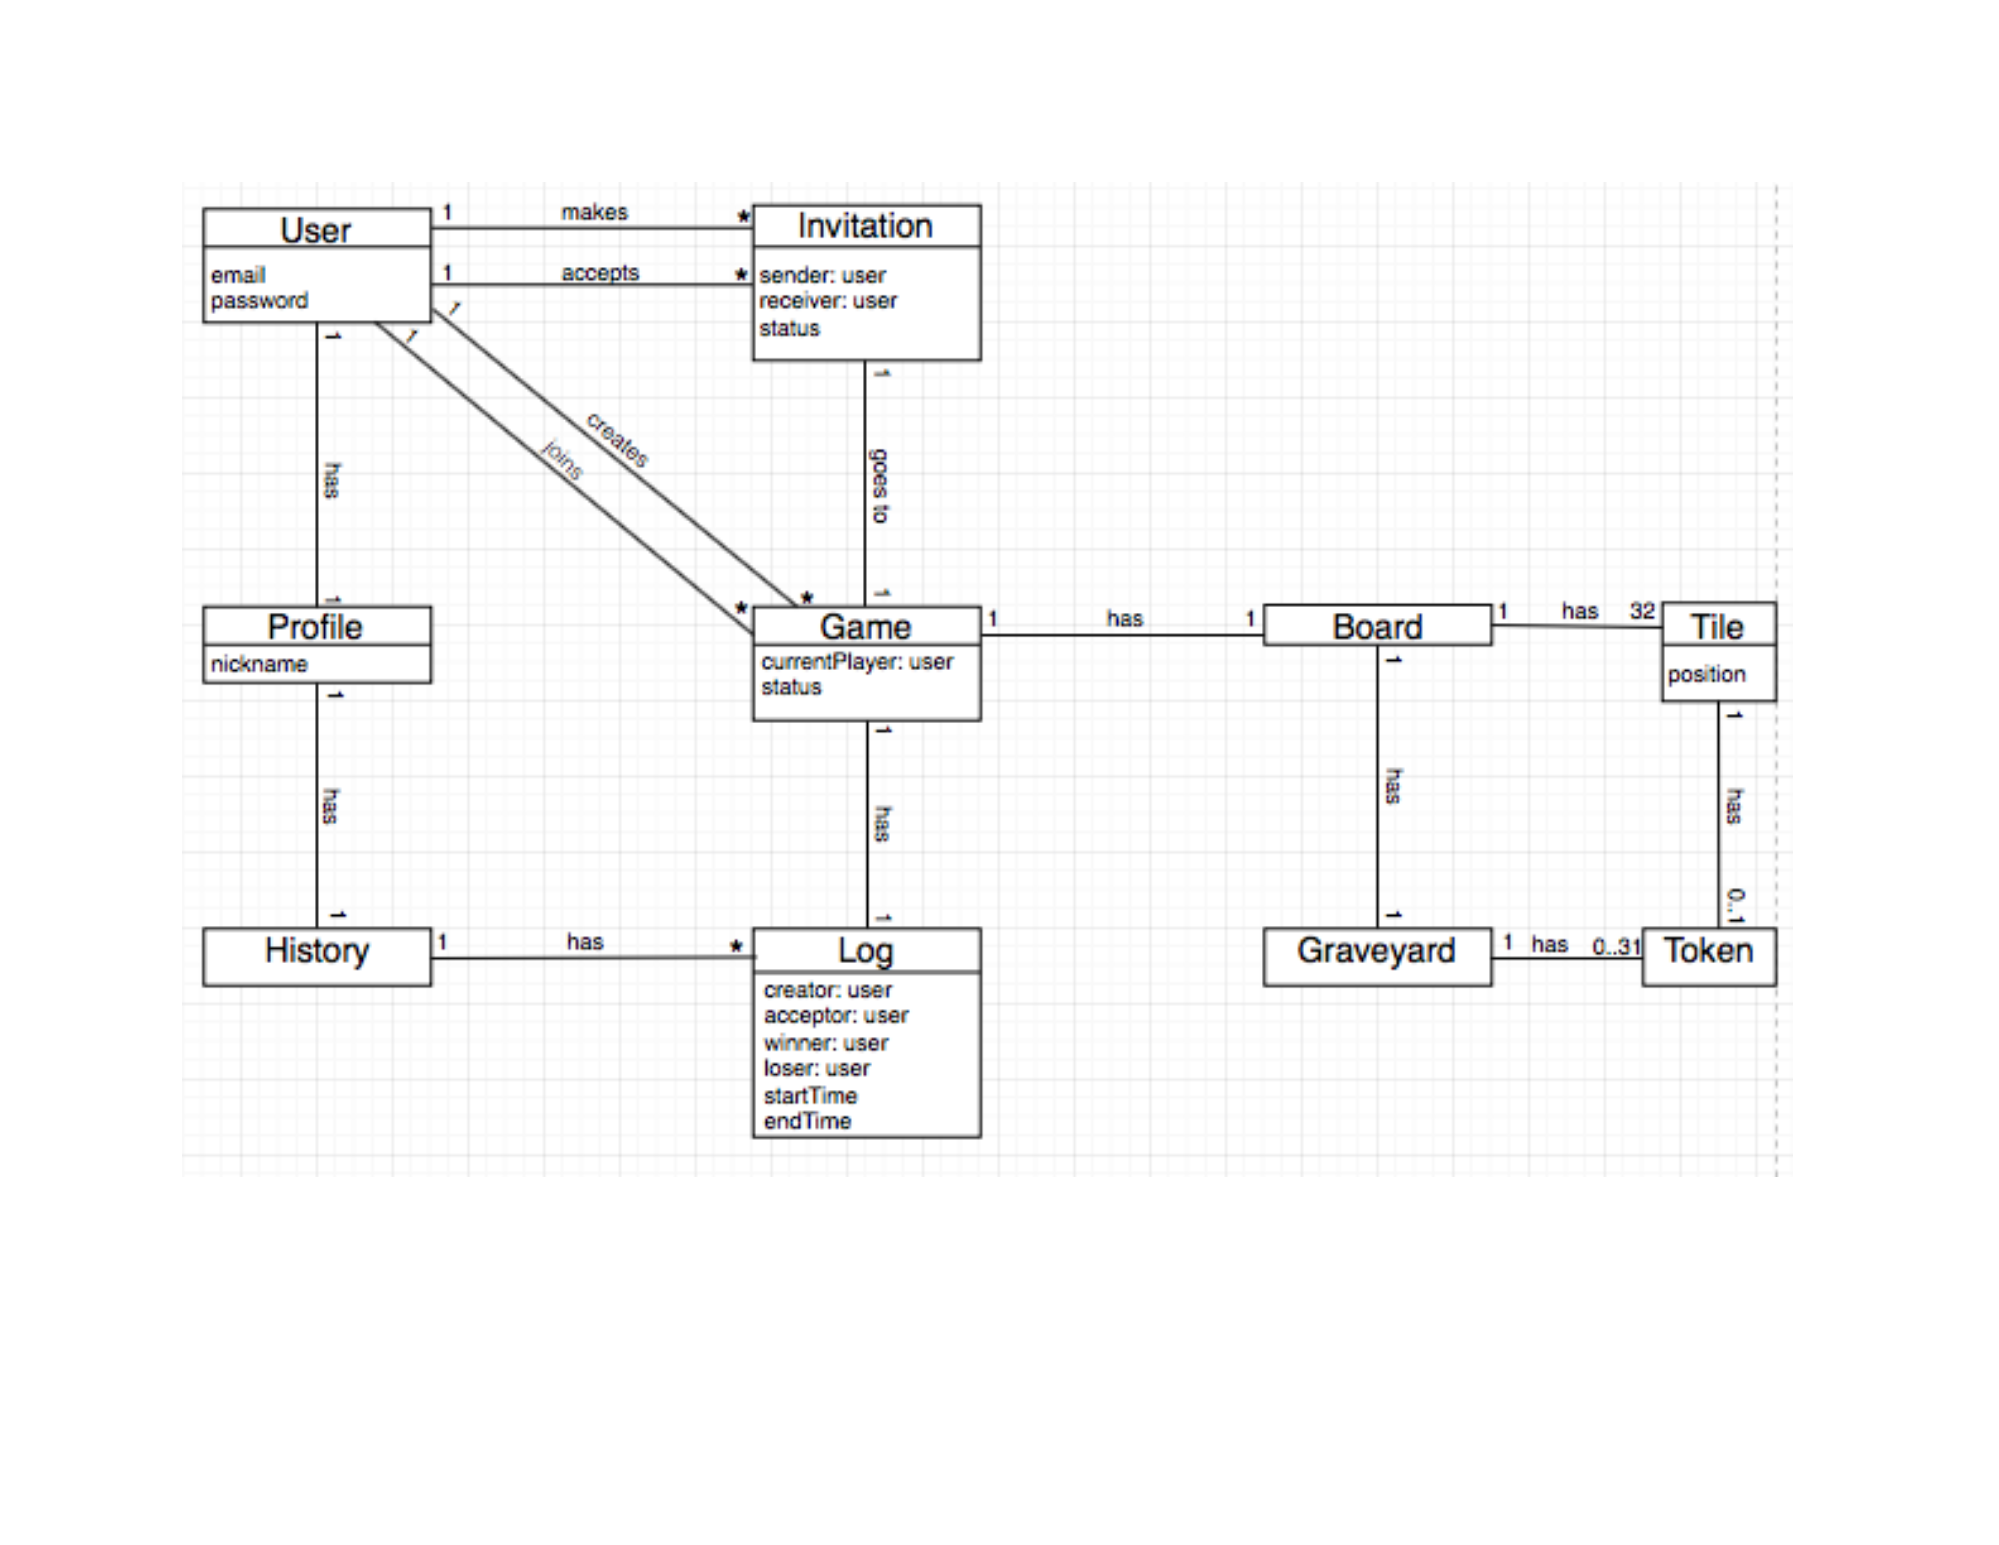 User
email
password
1 makes *
1 accepts *
Invitation
sender: user
receiver: user
status
1 creates *
1 joins *
1 has 1
1 goes to 1
Profile
nickname
Game
currentPlayer: user
status
1 has 1
Board
1 has 32
Tile
position
1 has 1
1 has 1
1 has 1
1 has 0..1
History
1 has *
Log
creator: user
acceptor: user
winner: user
loser: user
startTime
endTime
Graveyard
1 has 0..31
Token